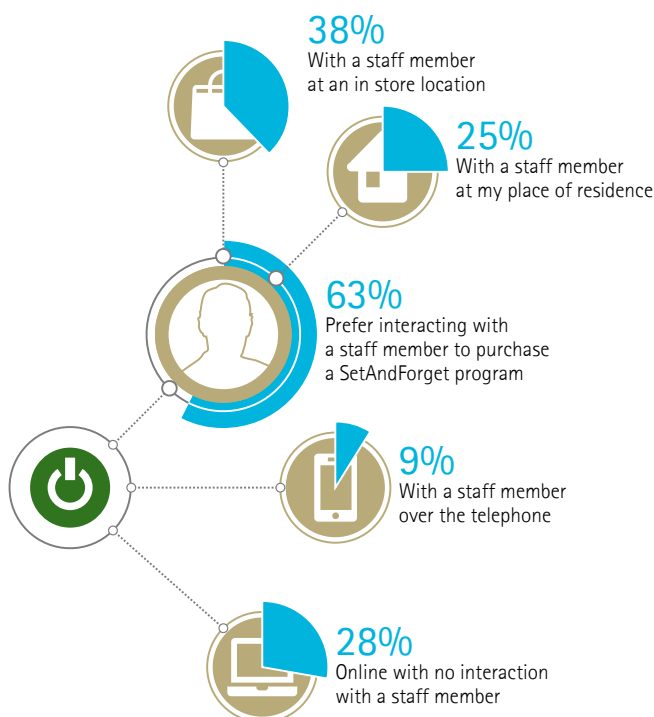 38%
With a staff member
at an in store location
25%
With a staff member
at my place of residence
63%
Prefer interacting with
a staff member to purchase
a SetAndForget program
9%
With a staff member
over the telephone
28%
Online with no interaction
with a staff member